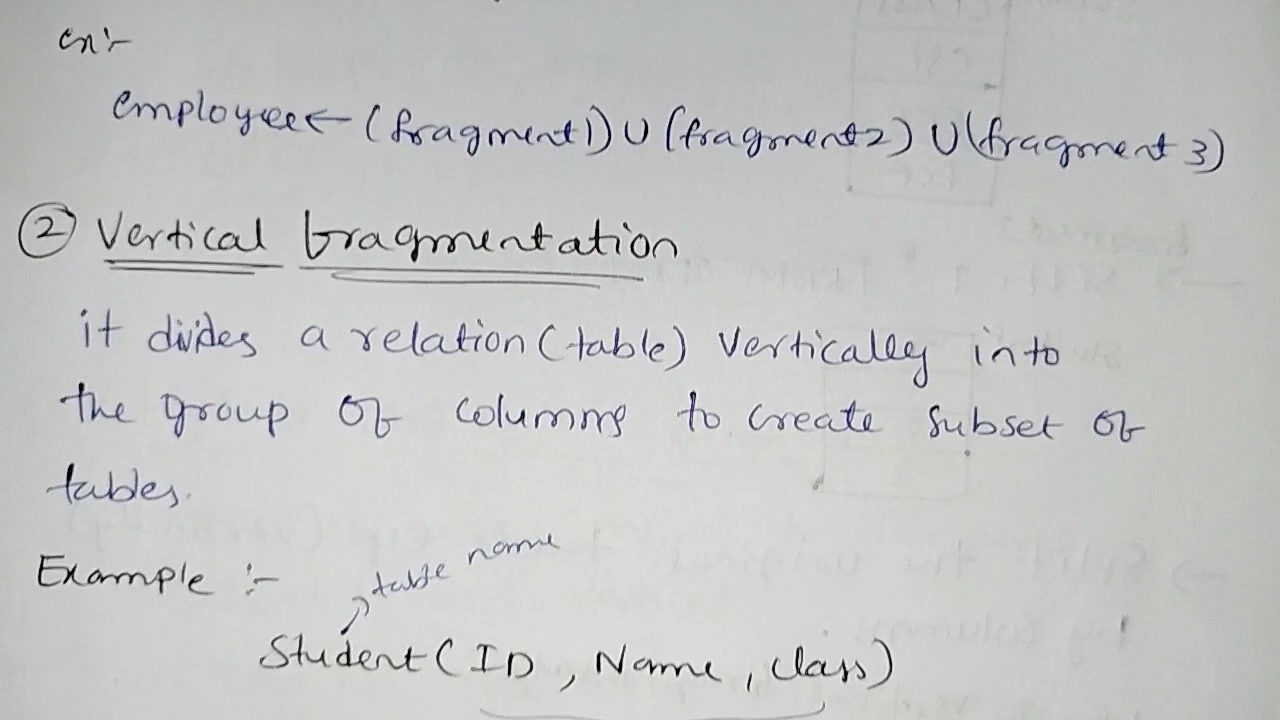 ex:-
employee ← (fragment1) ∪ (fragment2) ∪ (fragment 3)
② Vertical fragmentation
it divides a relation (table) vertically into
the group of columns to create subset of
tables.
Example :-
table name
Student (ID, Name, class)